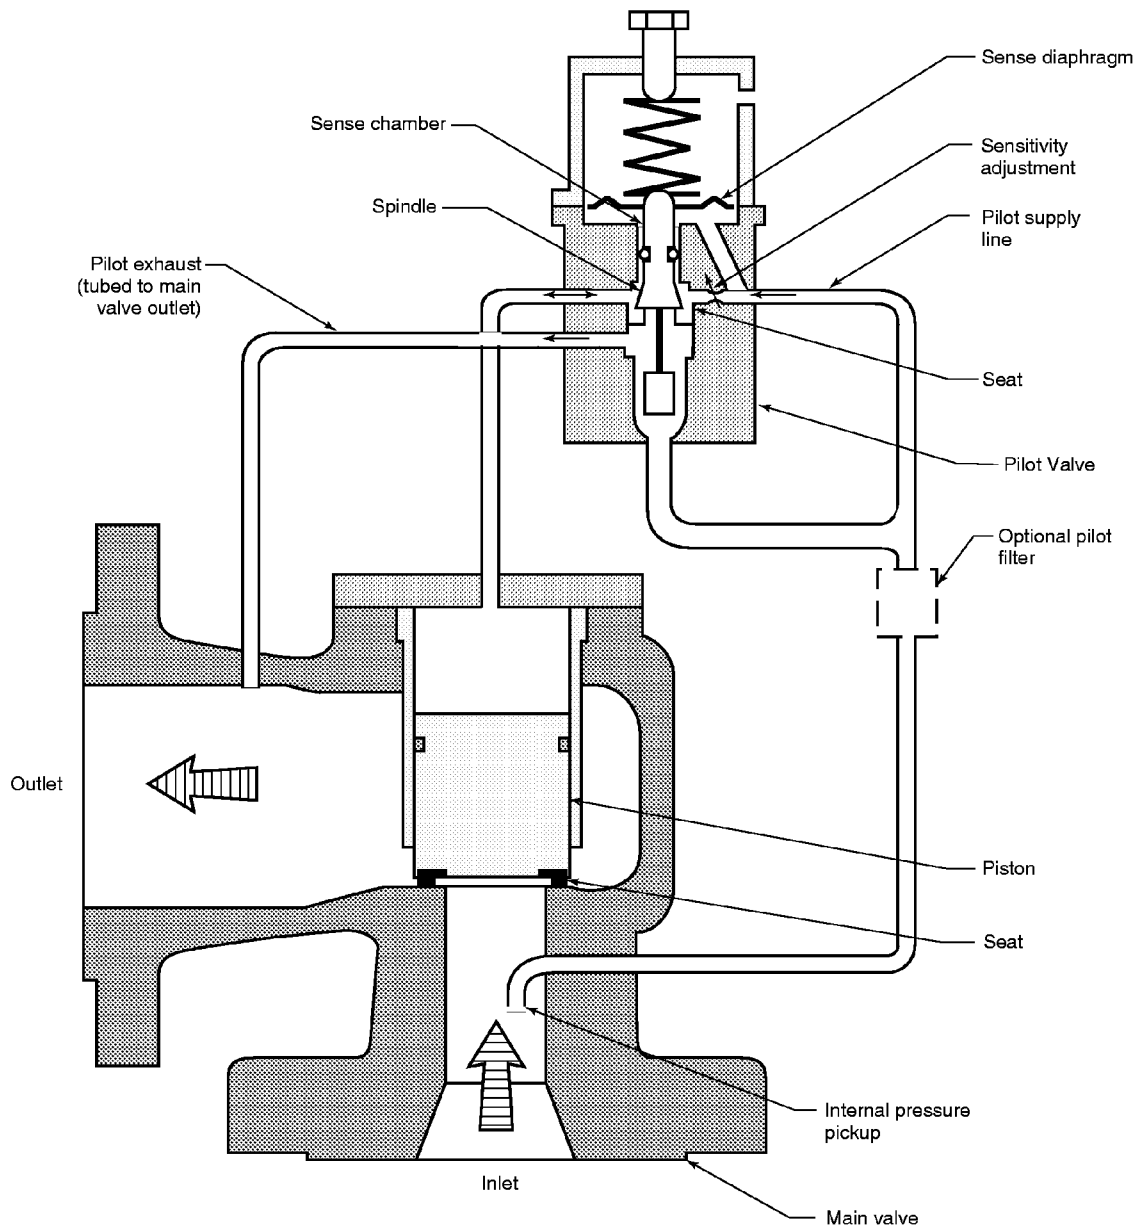 Sense diaphragm
Sense chamber
Sensitivity
adjustment
Spindle
Pilot supply
line
Pilot exhaust
(tubed to main
valve outlet)
Seat
Pilot Valve
Optional pilot
filter
Outlet
Piston
Seat
Internal pressure
pickup
Inlet
Main valve